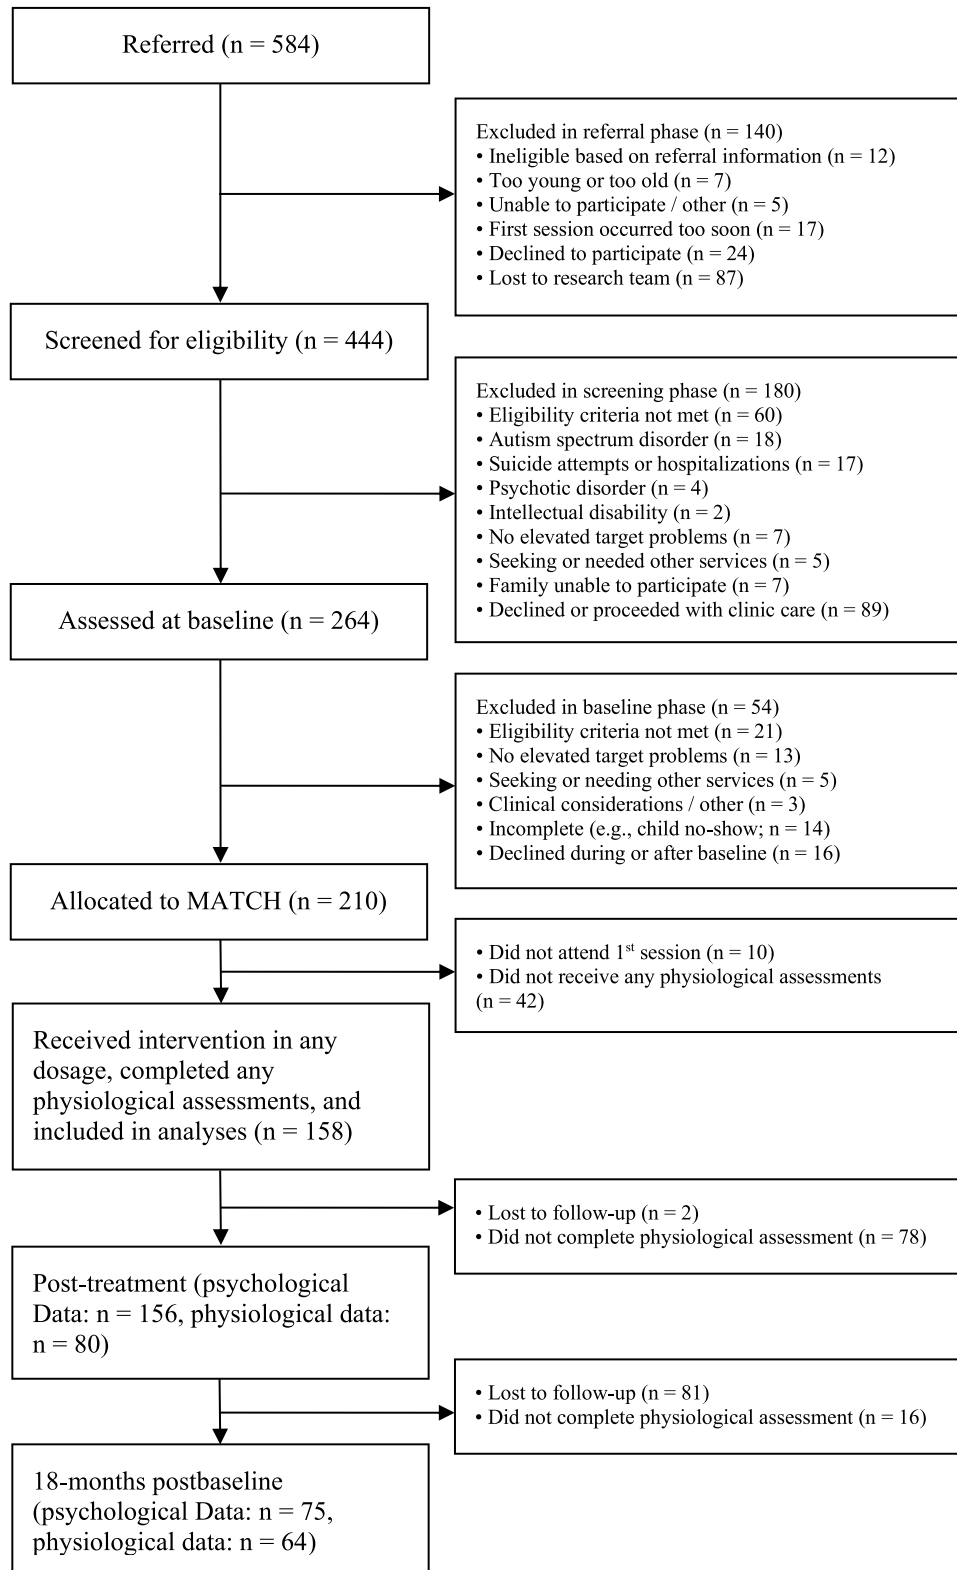 Referred (n = 584)
Excluded in referral phase (n = 140)
• Ineligible based on referral information (n = 12)
• Too young or too old (n = 7)
• Unable to participate / other (n = 5)
• First session occurred too soon (n = 17)
• Declined to participate (n = 24)
• Lost to research team (n = 87)
Screened for eligibility (n = 444)
Excluded in screening phase (n = 180)
• Eligibility criteria not met (n = 60)
• Autism spectrum disorder (n = 18)
• Suicide attempts or hospitalizations (n = 17)
• Psychotic disorder (n = 4)
• Intellectual disability (n = 2)
• No elevated target problems (n = 7)
• Seeking or needed other services (n = 5)
• Family unable to participate (n = 7)
• Declined or proceeded with clinic care (n = 89)
Assessed at baseline (n = 264)
Excluded in baseline phase (n = 54)
• Eligibility criteria not met (n = 21)
• No elevated target problems (n = 13)
• Seeking or needing other services (n = 5)
• Clinical considerations / other (n = 3)
• Incomplete (e.g., child no-show; n = 14)
• Declined during or after baseline (n = 16)
Allocated to MATCH (n = 210)
• Did not attend 1st session (n = 10)
• Did not receive any physiological assessments
(n = 42)
Received intervention in any
dosage, completed any
physiological assessments, and
included in analyses (n = 158)
• Lost to follow-up (n = 2)
• Did not complete physiological assessment (n = 78)
Post-treatment (psychological
Data: n = 156, physiological data:
n = 80)
• Lost to follow-up (n = 81)
• Did not complete physiological assessment (n = 16)
18-months postbaseline
(psychological Data: n = 75,
physiological data: n = 64)